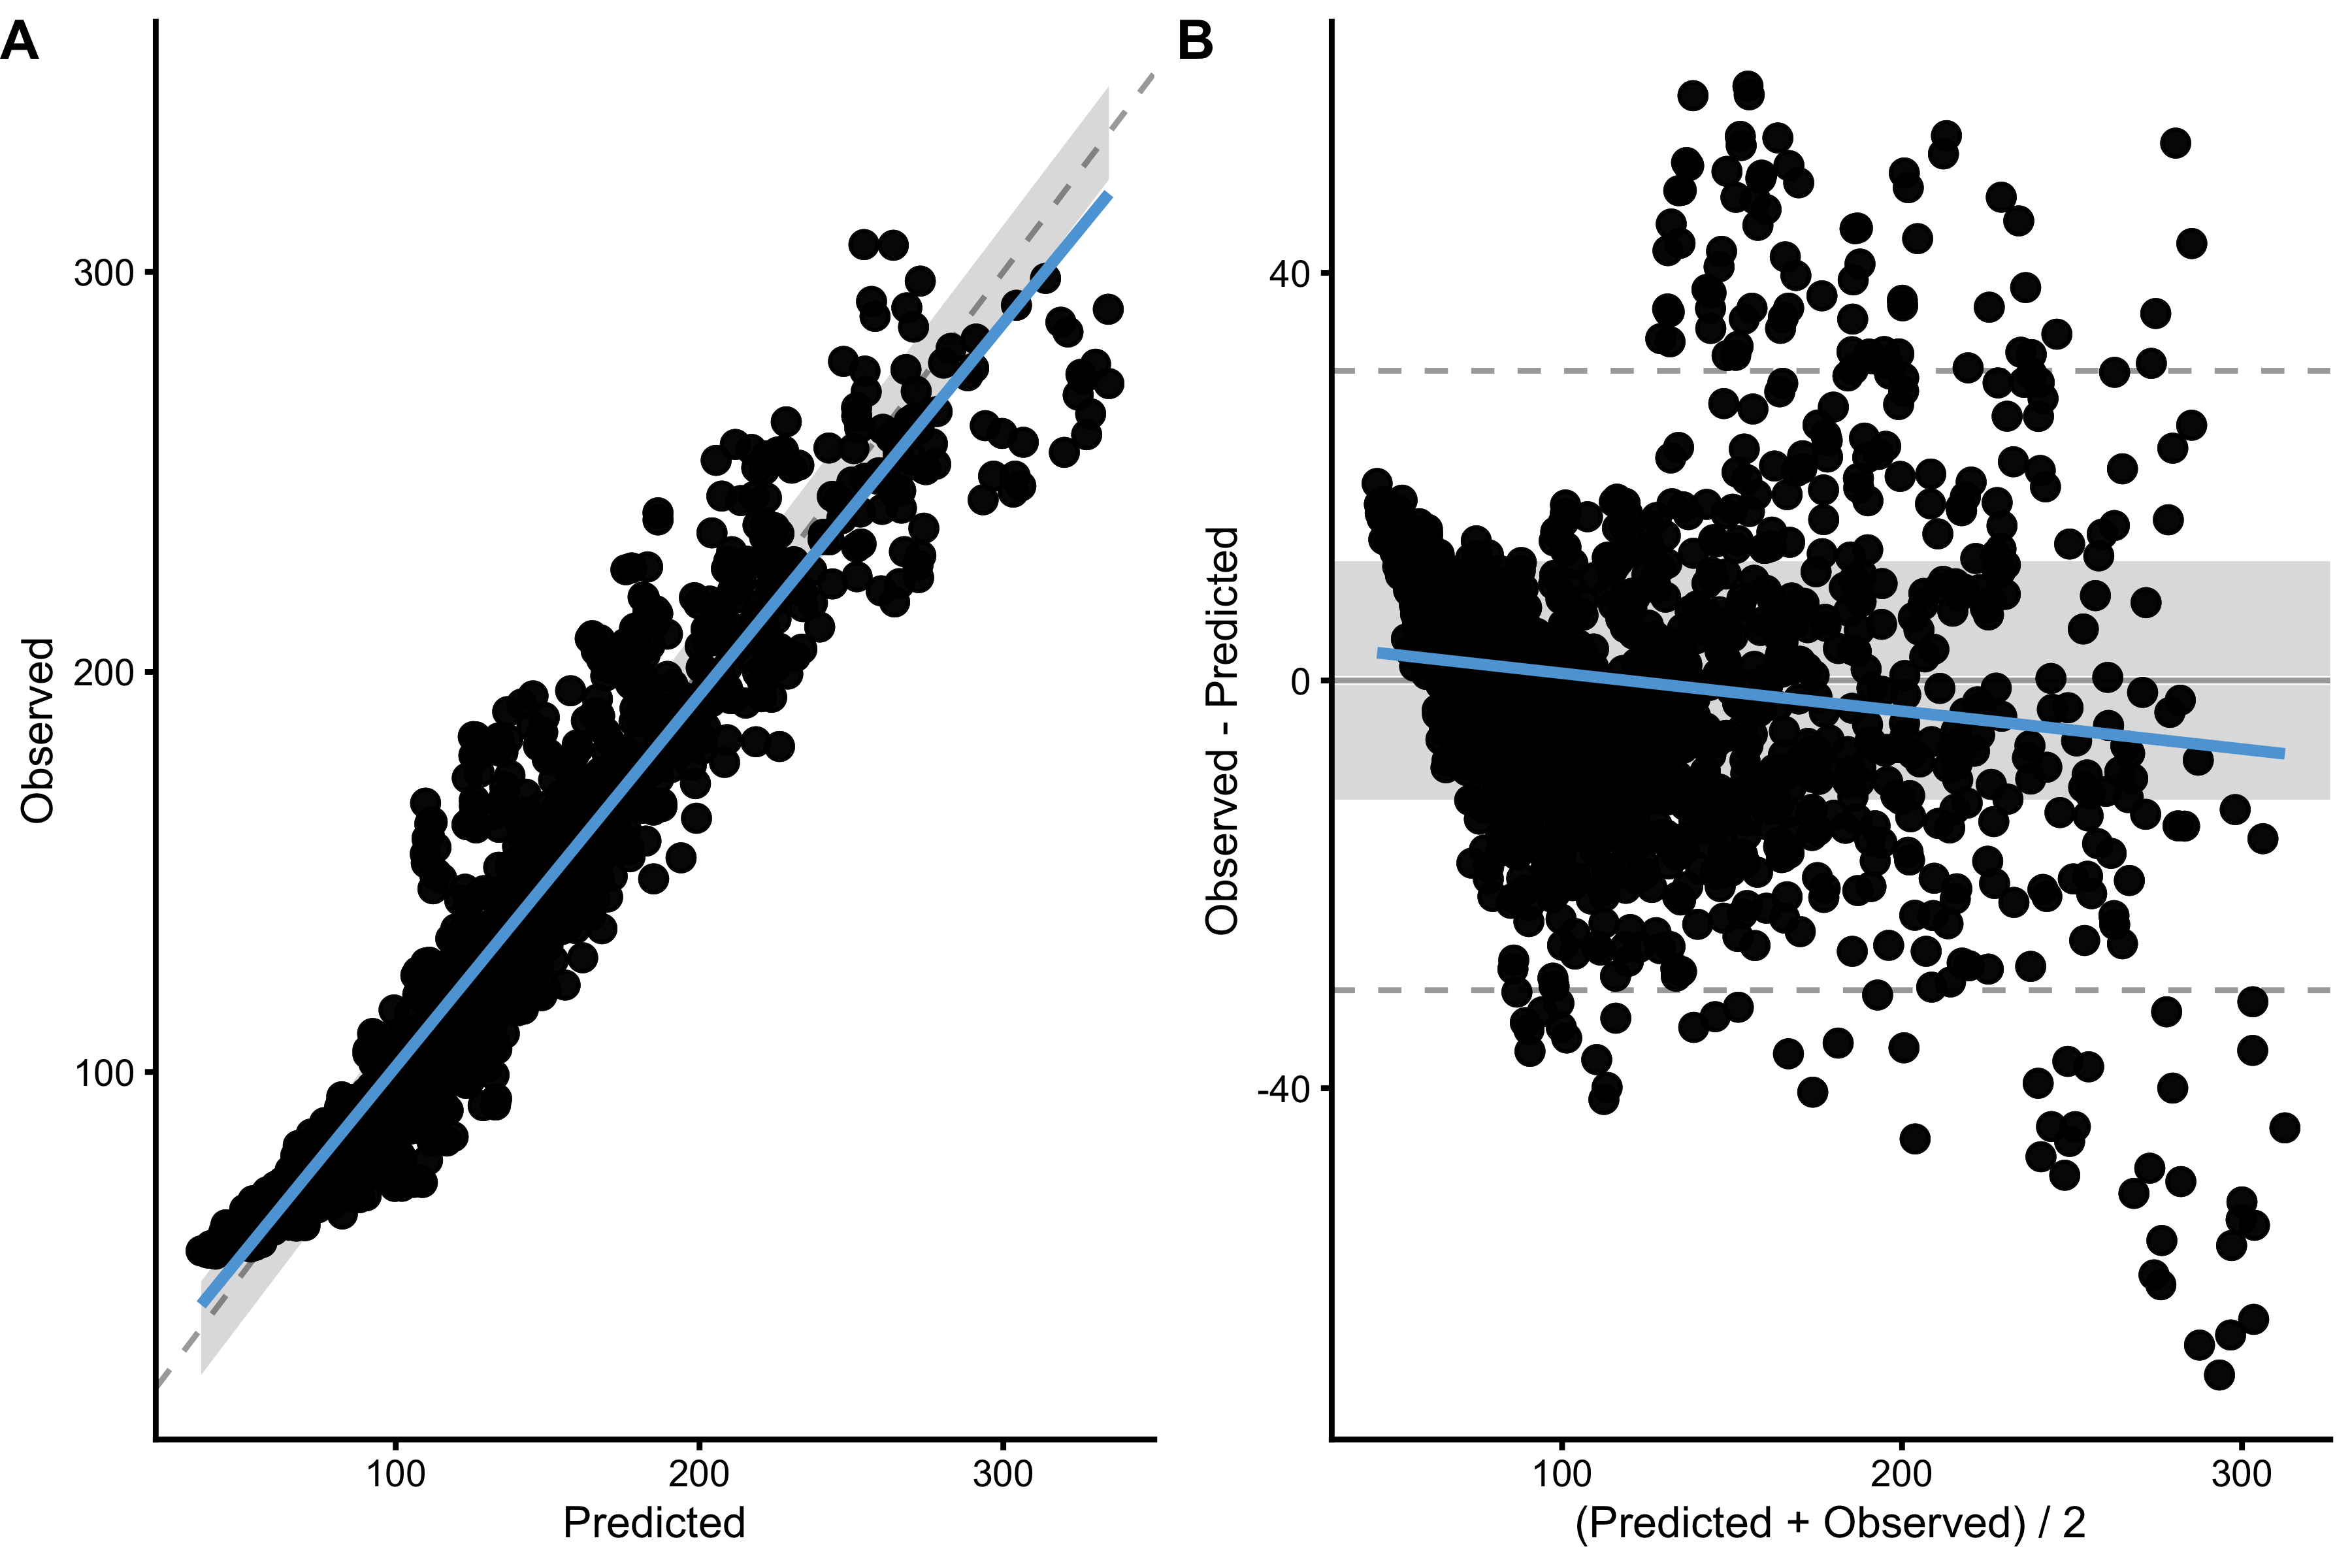 A
B
300
200
100
Observed
100 200 300
Predicted
40
0
-40
Observed - Predicted
100 200 300
(Predicted + Observed) / 2